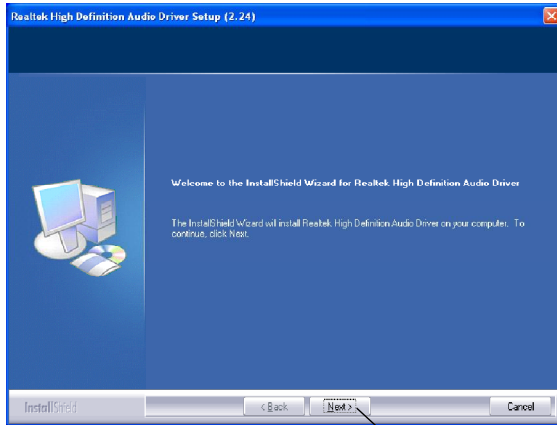 Realtek High Definition Audio Driver Setup (2.24)
Welcome to the InstallShield Wizard for Realtek High Definition Audio Driver
The InstallShield Wizard will install Realtek High Definition Audio Driver on your computer. To
continue, click Next.
InstallShield
< Back
Next >
Cancel